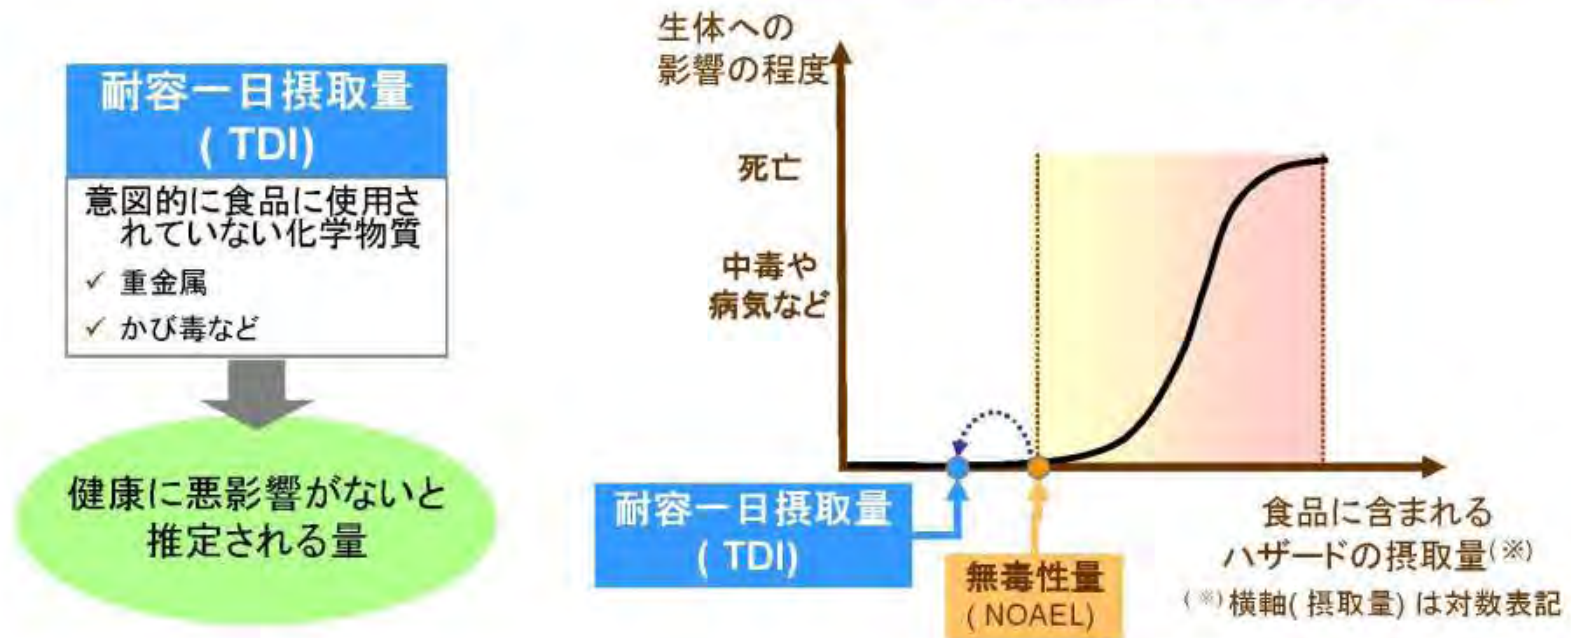 耐容一日摂取量
( TDI)
意図的に食品に使用さ
れていない化学物質
✓ 重金属
✓ かび毒など
健康に悪影響がないと
推定される量
生体への
影響の程度
死亡
中毒や
病気など
耐容一日摂取量
( TDI)
無毒性量
( NOAEL)
食品に含まれる
ハザードの摂取量(※)
(※)横軸( 摂取量) は対数表記